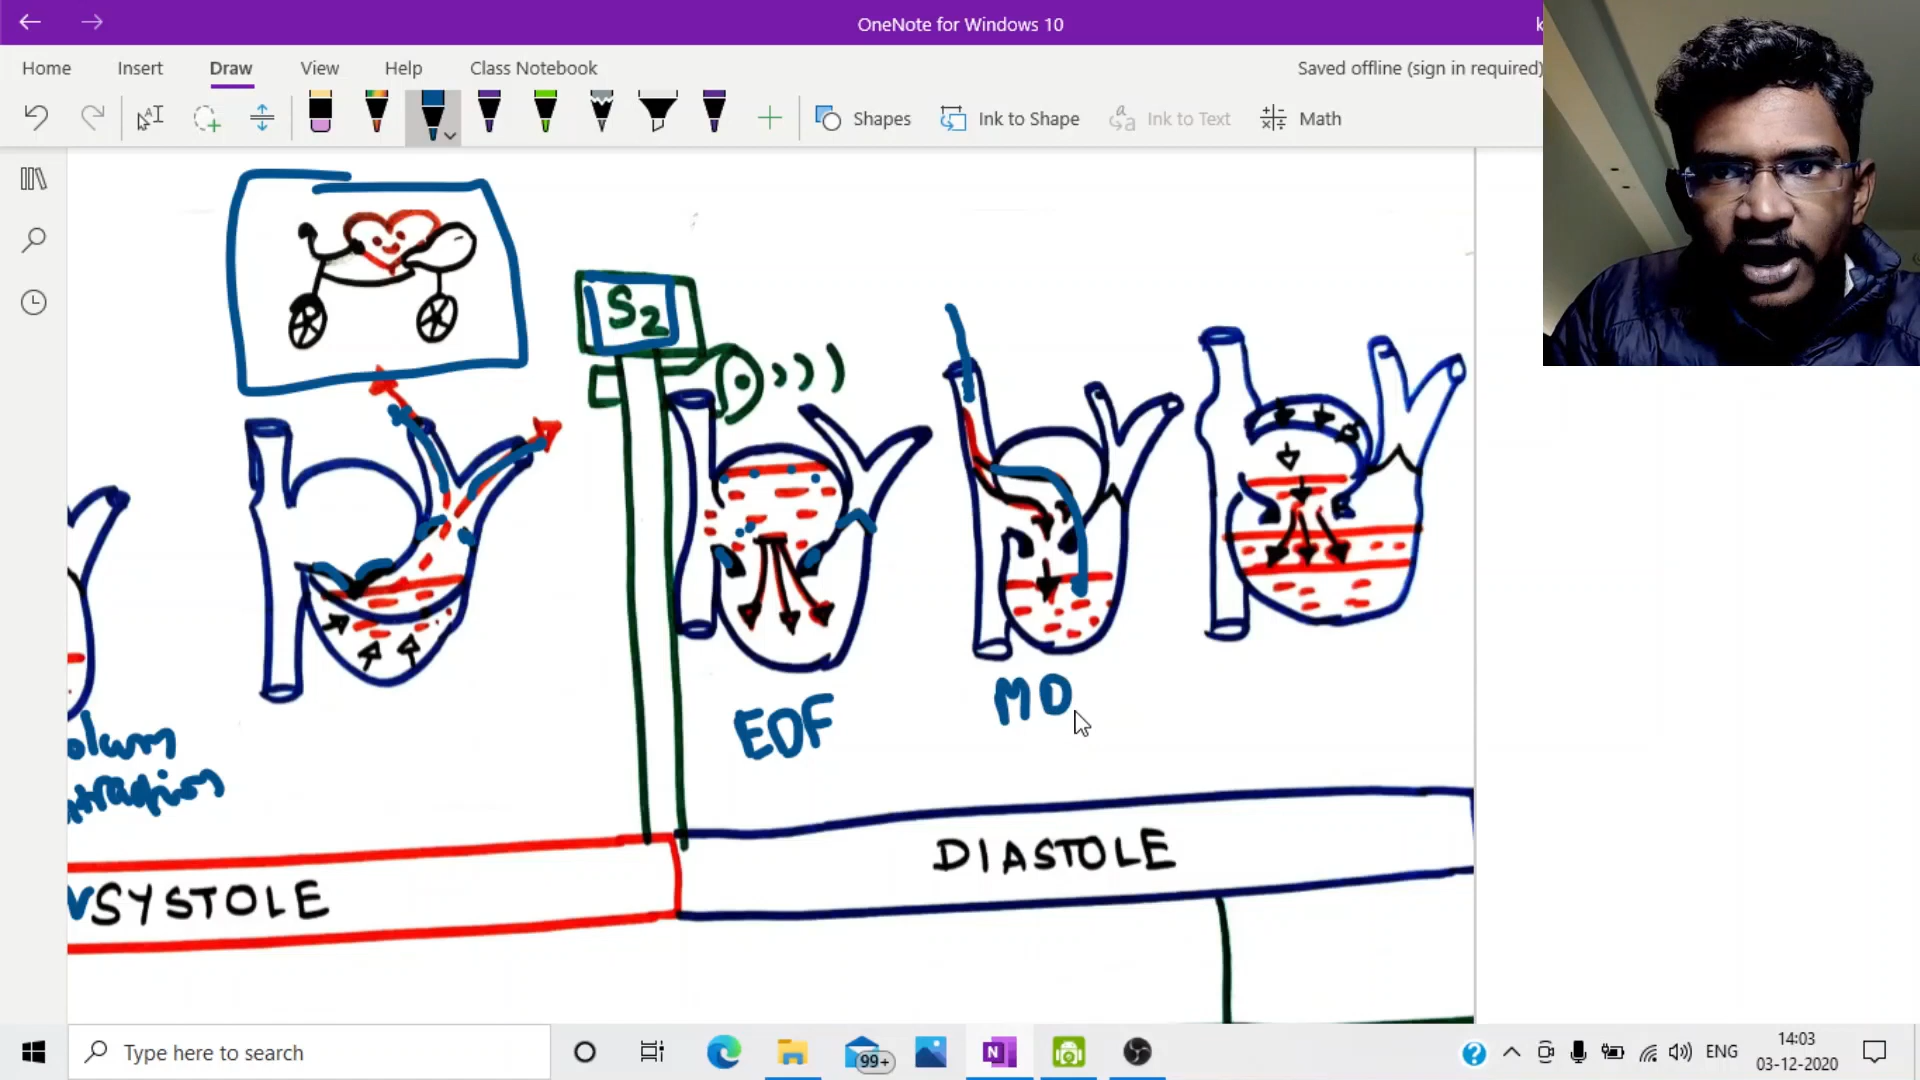 OneNote for Windows 10
Home Insert Draw View Help Class Notebook
Saved offline (sign in required)
Shapes Ink to Shape Ink to Text Math
S2
EDF
MD
olum
DIASTOLE
VSYSTOLE
Type here to search
99+
ENG
14:03
03-12-2020